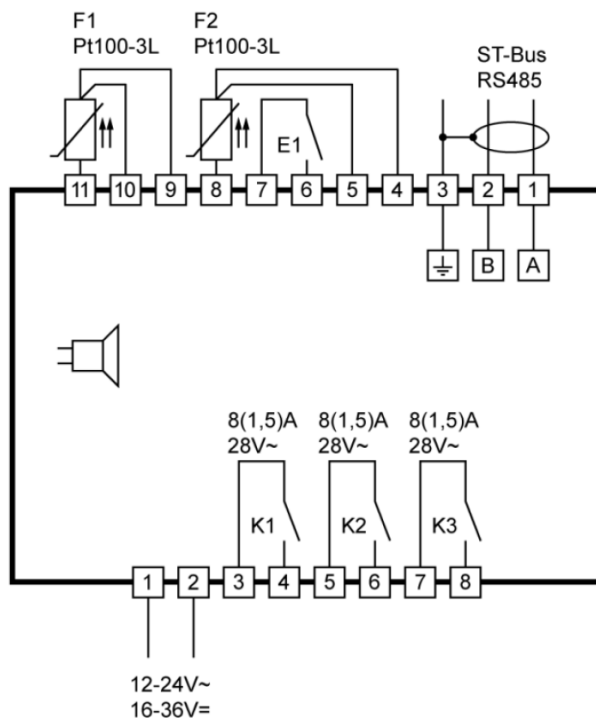 F1 F2
Pt100-3L Pt100-3L ST-Bus
RS485
E1
11 10 9 8 7 6 5 4 3 2 1
B A
8(1,5)A 8(1,5)A 8(1,5)A
28V~ 28V~ 28V~
K1 K2 K3
1 2 3 4 5 6 7 8
12-24V~
16-36V=